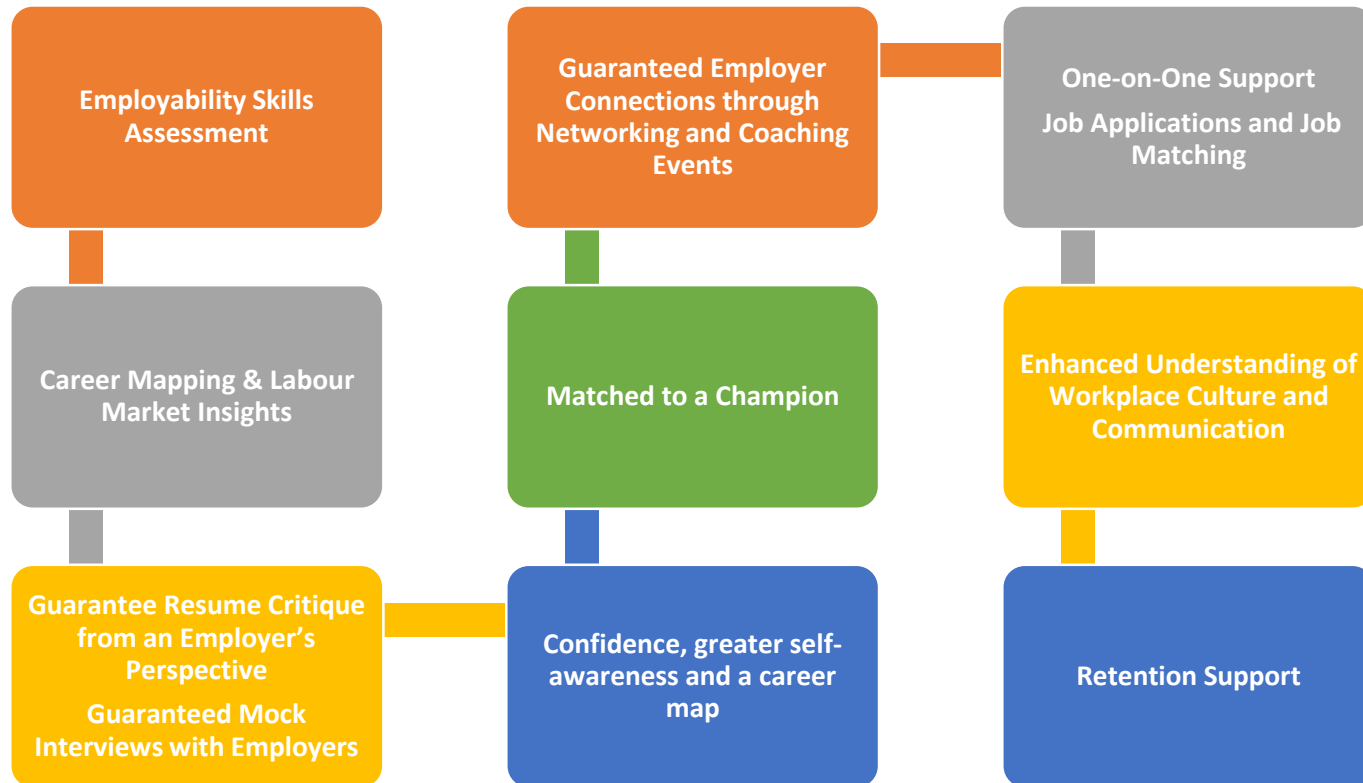 Employability Skills
Assessment
Career Mapping & Labour
Market Insights
Guarantee Resume Critique
from an Employer’s
Perspective
Guaranteed Mock
Interviews with Employers
Confidence, greater self-
awareness and a career
map
Matched to a Champion
Guaranteed Employer
Connections through
Networking and Coaching
Events
One-on-One Support
Job Applications and Job
Matching
Enhanced Understanding of
Workplace Culture and
Communication
Retention Support